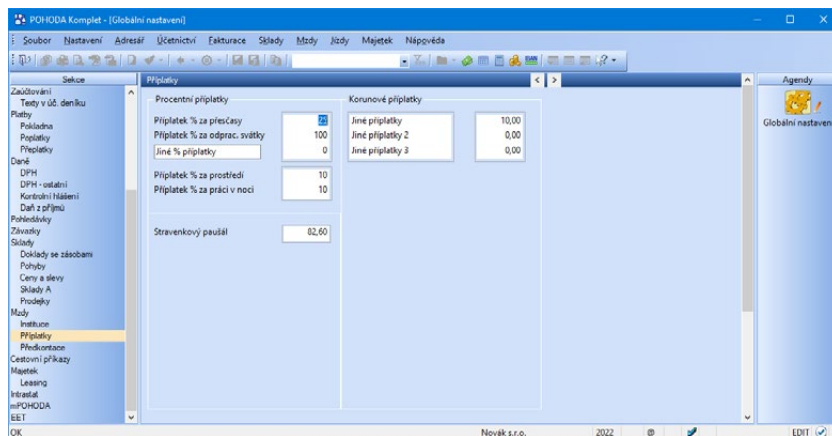 POHODA Komplet - [Globální nastavení]
Soubor Nastavení Adresář Účetnictví Fakturace Sklady Mzdy Jízdy Majetek Nápověda
Sekce
Zaúčtování
Texty v úč. deníku
Platby
Pokladna
Poplatky
Přeplatky
Daně
DPH
DPH - ostatní
Kontrolní hlášení
Daň z příjmů
Pohledávky
Závazky
Sklady
Doklady se zásobami
Pohyby
Ceny a slevy
Sklady A
Prodejky
Mzdy
Instituce
Příplatky
Předkontace
Cestovní příkazy
Majetek
Leasing
Intrastat
mPOHODA
EET
Příplatky
Procentní příplatky
Příplatek % za přesčasy 25
Příplatek % za odprac. svátky 100
Jiné % příplatky 0
Příplatek % za prostředí 10
Příplatek % za práci v noci 10
Stravenkový paušál 82,60
Korunové příplatky
Jiné příplatky 10,00
Jiné příplatky 2 0,00
Jiné příplatky 3 0,00
Agendy
Globální nastaven
OK Novák s.r.o. 2022 @ EDIT